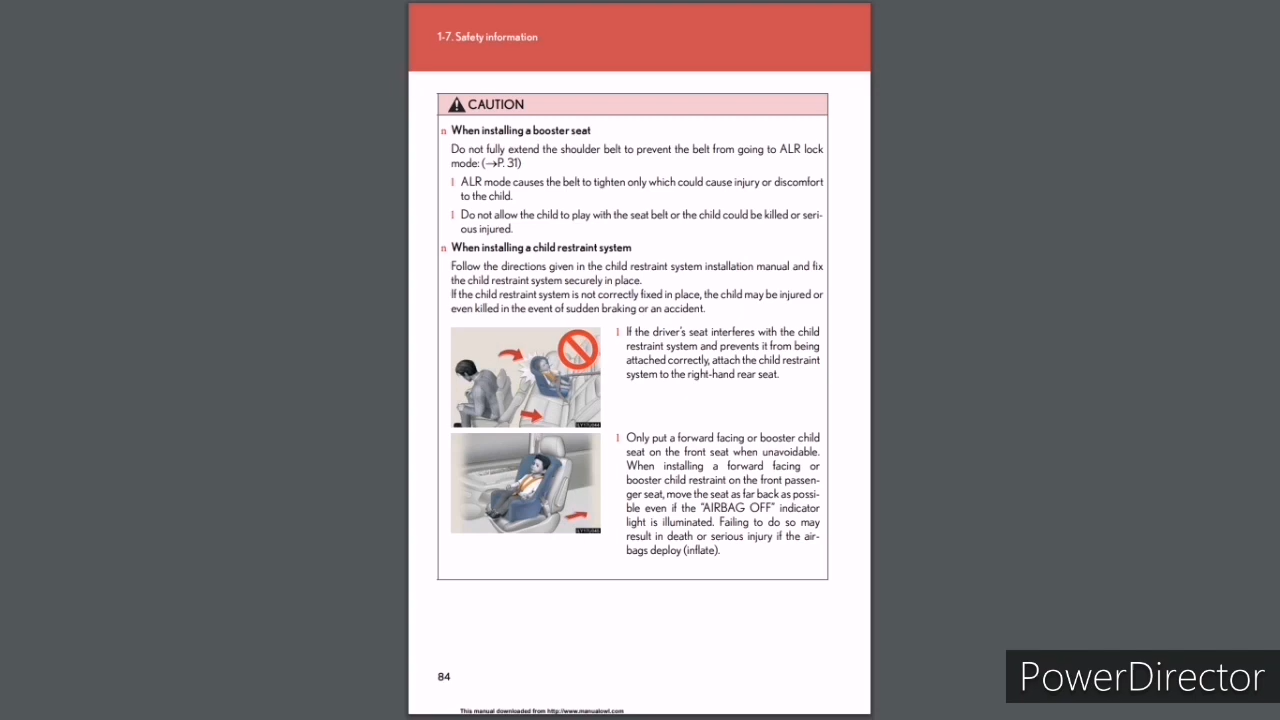 1-7. Safety information
CAUTION
n When installing a booster seat
Do not fully extend the shoulder belt to prevent the belt from going to ALR lock
mode: (→P. 31)
l ALR mode causes the belt to tighten only which could cause injury or discomfort
to the child.
l Do not allow the child to play with the seat belt or the child could be killed or seri-
ous injured.
n When installing a child restraint system
Follow the directions given in the child restraint system installation manual and fix
the child restraint system securely in place.
If the child restraint system is not correctly fixed in place, the child may be injured or
even killed in the event of sudden braking or an accident.
l If the driver's seat interferes with the child
restraint system and prevents it from being
attached correctly, attach the child restraint
system to the right-hand rear seat.
l Only put a forward facing or booster child
seat on the front seat when unavoidable.
When installing a forward facing or
booster child restraint on the front passen-
ger seat, move the seat as far back as possi-
ble even if the "AIRBAG OFF" indicator
light is illuminated. Failing to do so may
result in death or serious injury if the air-
bags deploy (inflate).
84
This manual downloaded from http://www.manualowl.com
PowerDirector